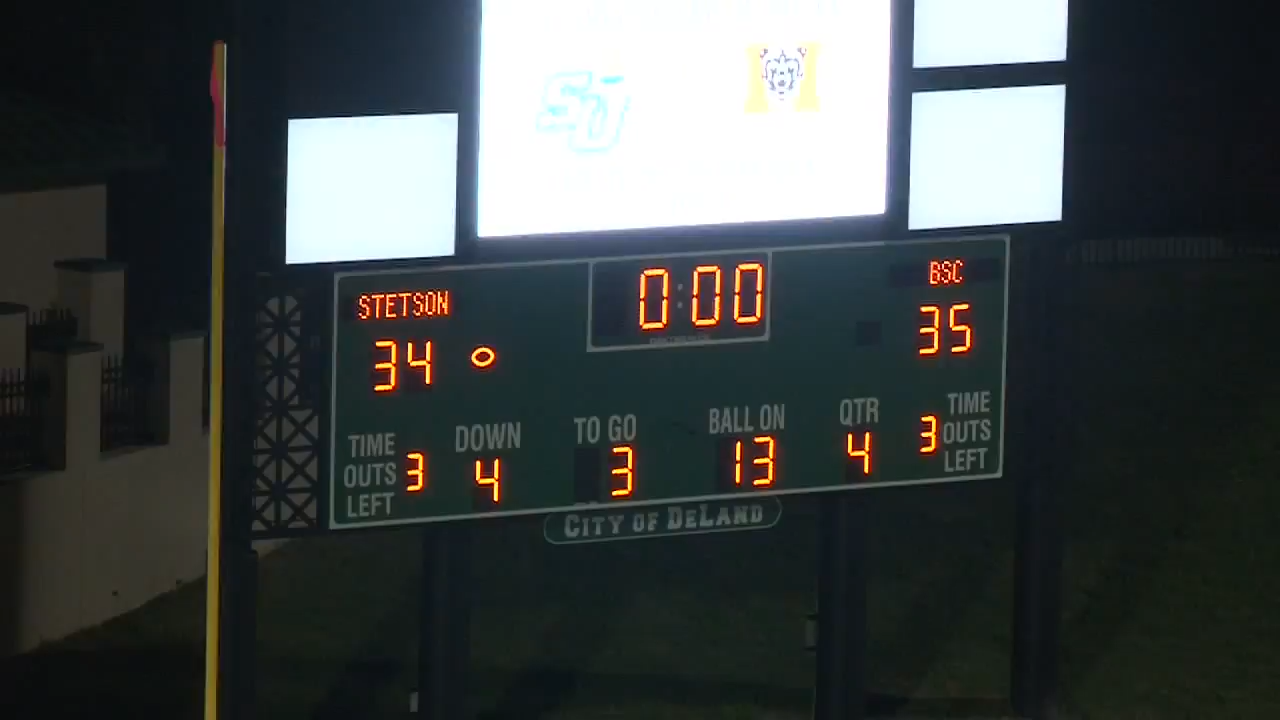 SU
M
STETSON
0:00
BSC
34
35
TIME OUTS LEFT 3
DOWN 4
TO GO 3
BALL ON 13
QTR 4
3 TIME OUTS LEFT
CITY OF DELAND